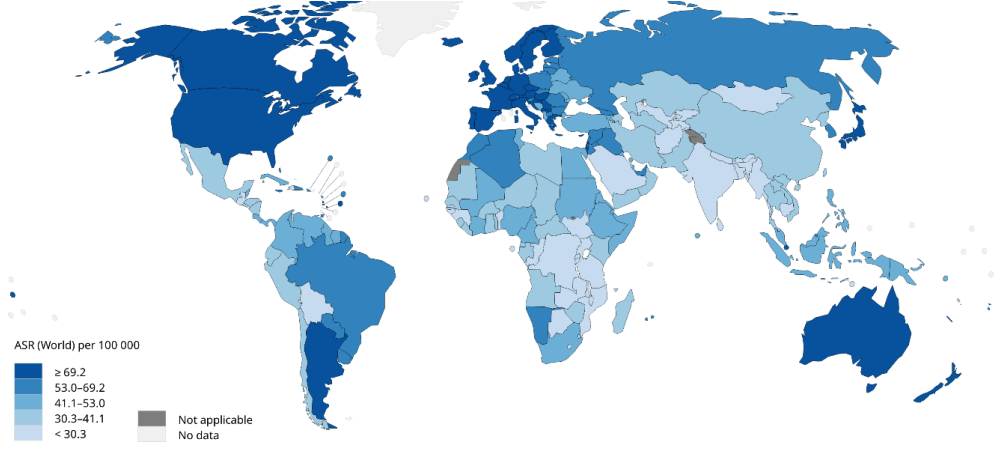 ASR (World) per 100 000
≥ 69.2
53.0–69.2
41.1–53.0
30.3–41.1
< 30.3
Not applicable
No data